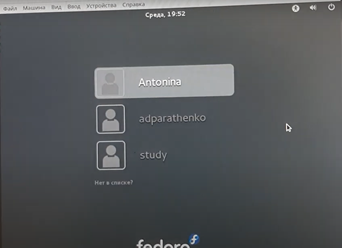 Файл Машина Вид Ввод Устройства Справка
Среда, 19:52
Antonina
adparathenko
study
Нет в списке?
fedora